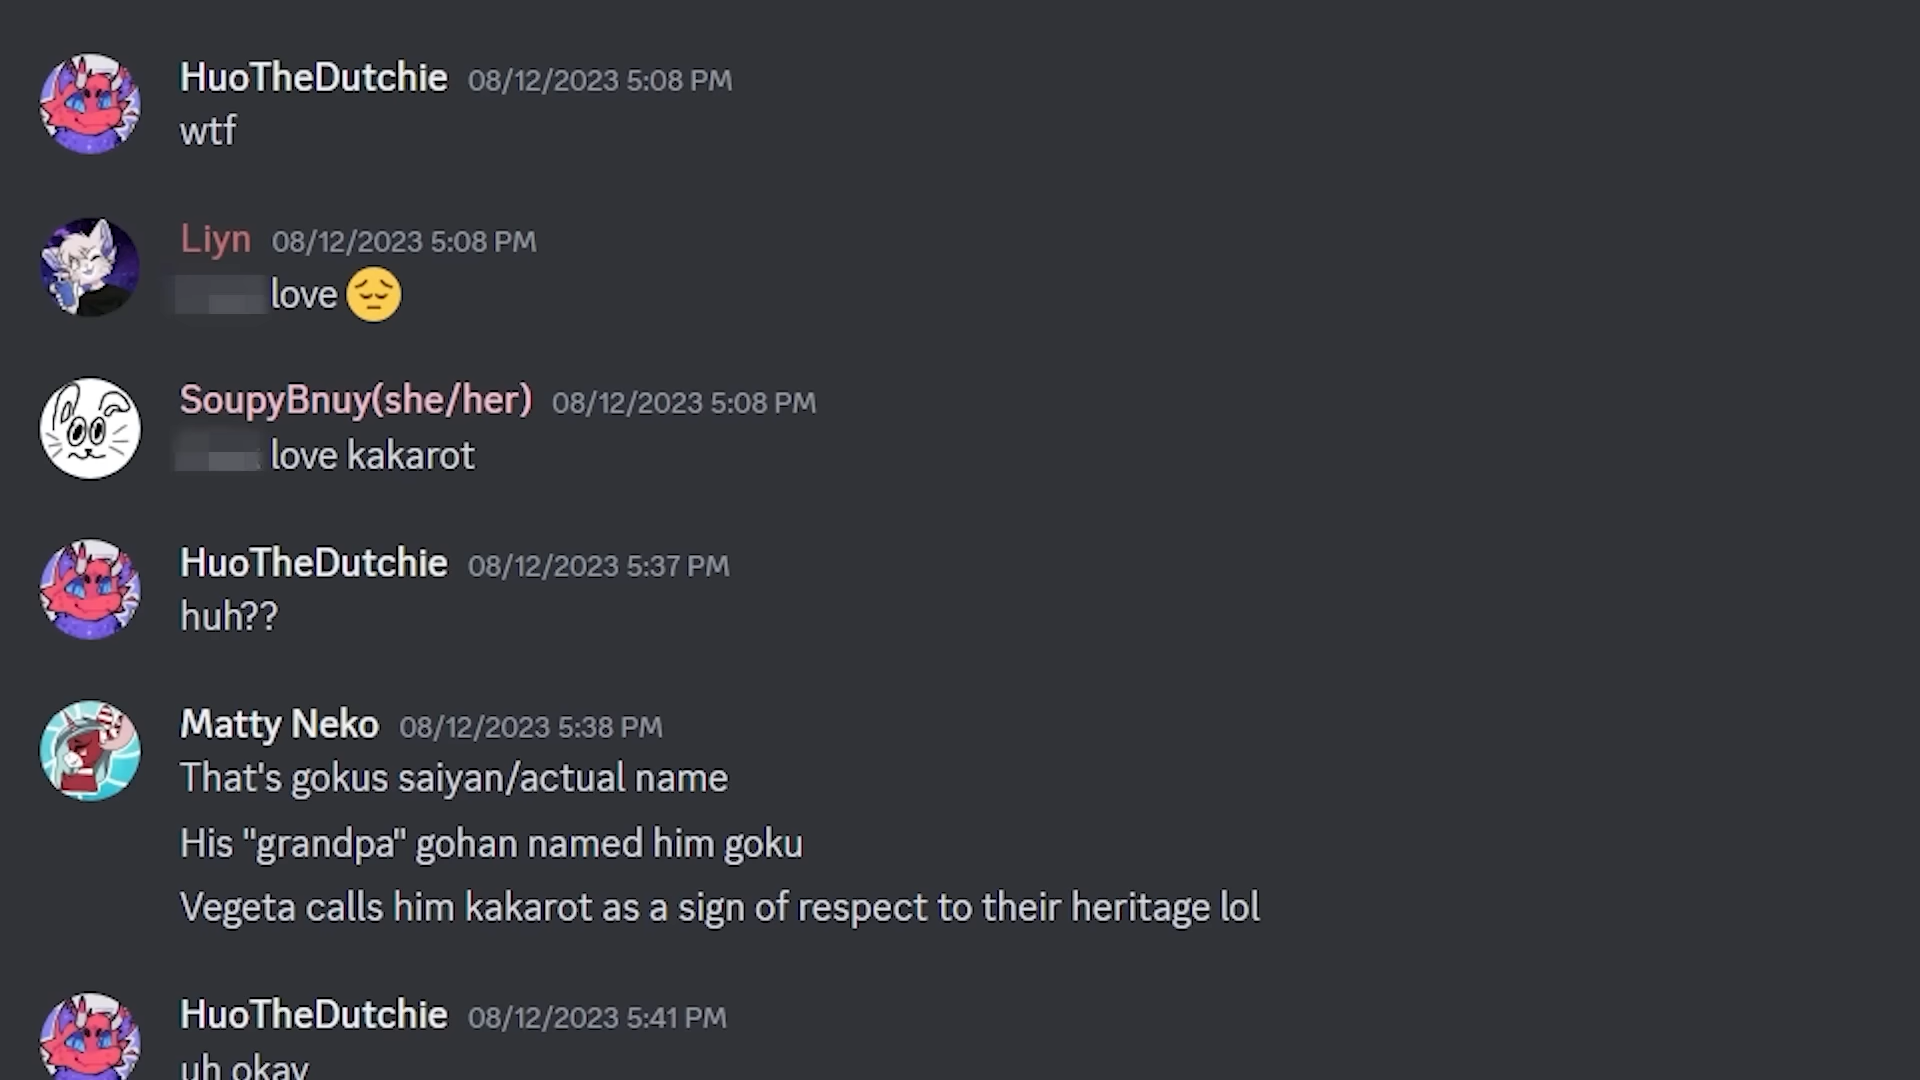 HuoTheDutchie 08/12/2023 5:08 PM
wtf
Liyn 08/12/2023 5:08 PM
love
SoupyBnuy(she/her) 08/12/2023 5:08 PM
love kakarot
HuoTheDutchie 08/12/2023 5:37 PM
huh??
Matty Neko 08/12/2023 5:38 PM
That's gokus saiyan/actual name
His "grandpa" gohan named him goku
Vegeta calls him kakarot as a sign of respect to their heritage lol
HuoTheDutchie 08/12/2023 5:41 PM
uh okay